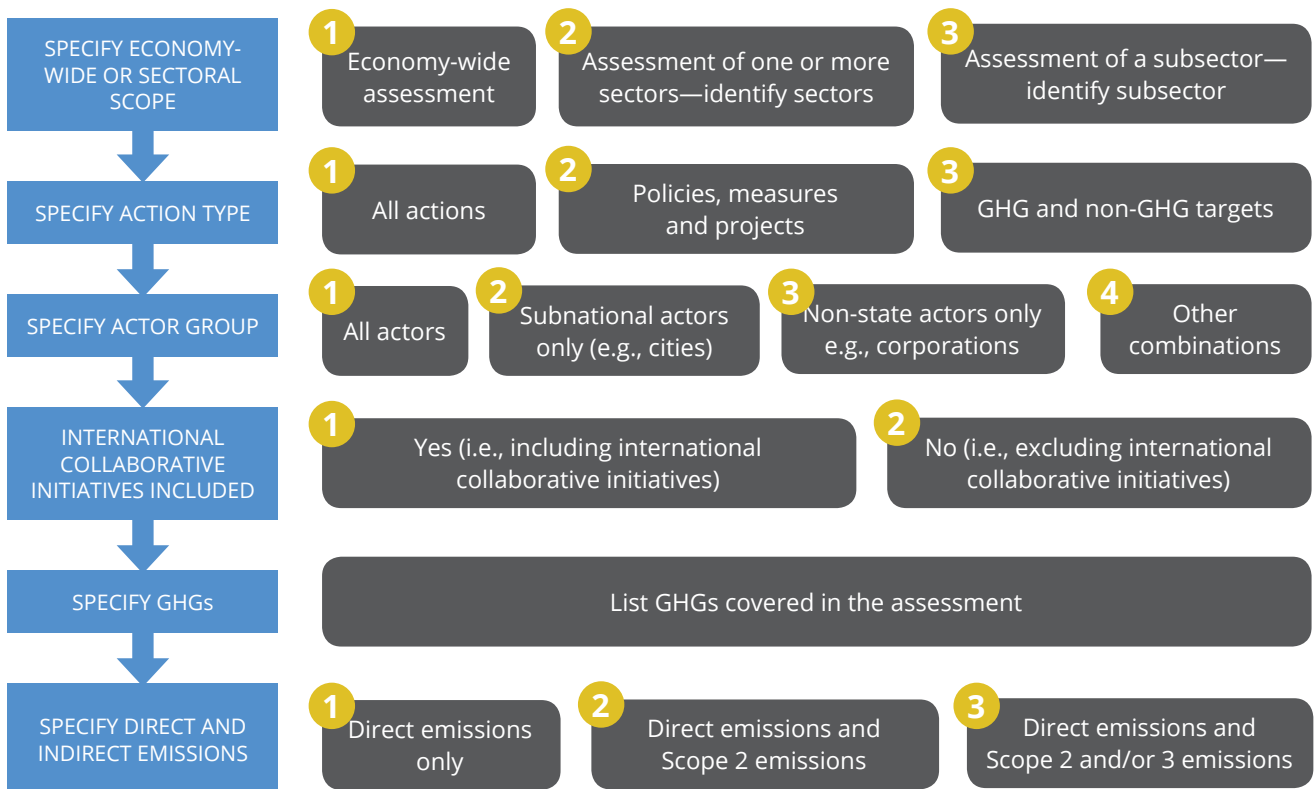 SPECIFY ECONOMY-
WIDE OR SECTORAL
SCOPE
1
Economy-wide
assessment
2
Assessment of one or more
sectors—identify sectors
3
Assessment of a subsector—
identify subsector
SPECIFY ACTION TYPE
1
All actions
2
Policies, measures
and projects
3
GHG and non-GHG targets
SPECIFY ACTOR GROUP
1
All actors
2
Subnational actors
only (e.g., cities)
3
Non-state actors only
e.g., corporations
4
Other
combinations
INTERNATIONAL
COLLABORATIVE
INITIATIVES INCLUDED
1
Yes (i.e., including international
collaborative initiatives)
2
No (i.e., excluding international
collaborative initiatives)
SPECIFY GHGs
List GHGs covered in the assessment
SPECIFY DIRECT AND
INDIRECT EMISSIONS
1
Direct emissions
only
2
Direct emissions and
Scope 2 emissions
3
Direct emissions and
Scope 2 and/or 3 emissions